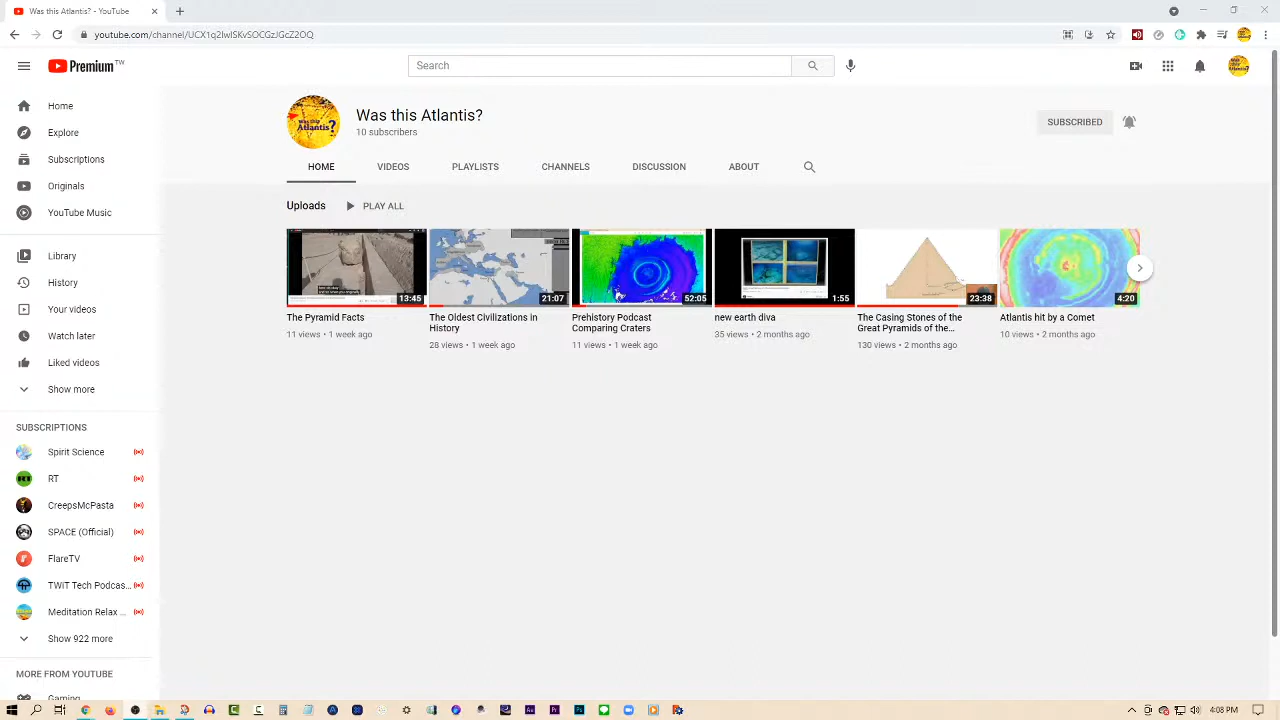 Was this Atlantis? - YouTube
youtube.com/channel/UCX1q2IwISKvSOCGzJGcZ2OQ
Premium TW
Search
Home
Explore
Subscriptions
Originals
YouTube Music
Library
History
Your videos
Watch later
Liked videos
Show more
SUBSCRIPTIONS
Spirit Science
RT
CreepsMcPasta
SPACE (Official)
FlareTV
TWiT Tech Podcas...
Meditation Relax ...
Show 922 more
MORE FROM YOUTUBE
Gaming
Was this Atlantis?
10 subscribers
SUBSCRIBED
HOME
VIDEOS
PLAYLISTS
CHANNELS
DISCUSSION
ABOUT
Uploads
PLAY ALL
13:45
The Pyramid Facts
11 views • 1 week ago
21:07
The Oldest Civilizations in
History
28 views • 1 week ago
52:05
Prehistory Podcast
Comparing Craters
11 views • 1 week ago
1:55
new earth diva
35 views • 2 months ago
23:38
The Casing Stones of the
Great Pyramids of the...
130 views • 2 months ago
4:20
Atlantis hit by a Comet
10 views • 2 months ago
4:08 PM